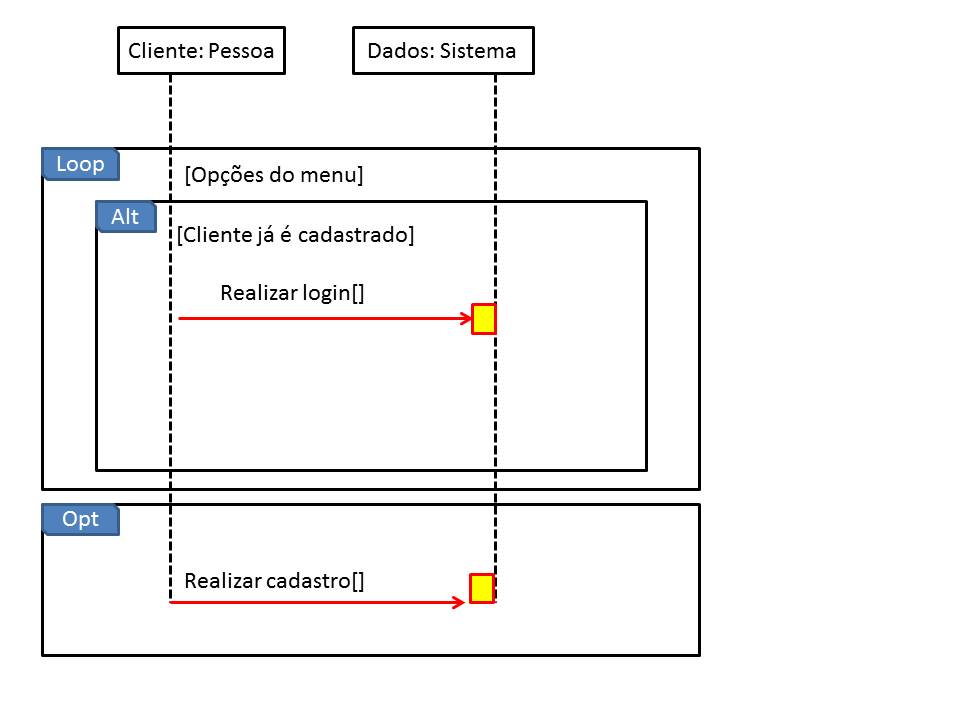 Cliente: Pessoa
Dados: Sistema
Loop
[Opções do menu]
Alt
[Cliente já é cadastrado]
Realizar login[]
Opt
Realizar cadastro[]